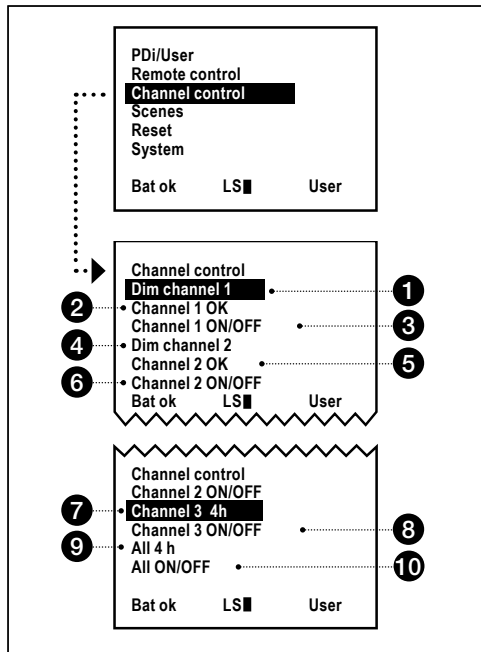 PDi/User
Remote control
Channel control
Scenes
Reset
System
Bat ok LS User
Channel control
Dim channel 1
1
2
Channel 1 OK
Channel 1 ON/OFF
3
4
Dim channel 2
Channel 2 OK
5
6
Channel 2 ON/OFF
Bat ok LS User
Channel control
Channel 2 ON/OFF
7
Channel 3 4h
Channel 3 ON/OFF
8
9
All 4 h
All ON/OFF
10
Bat ok LS User